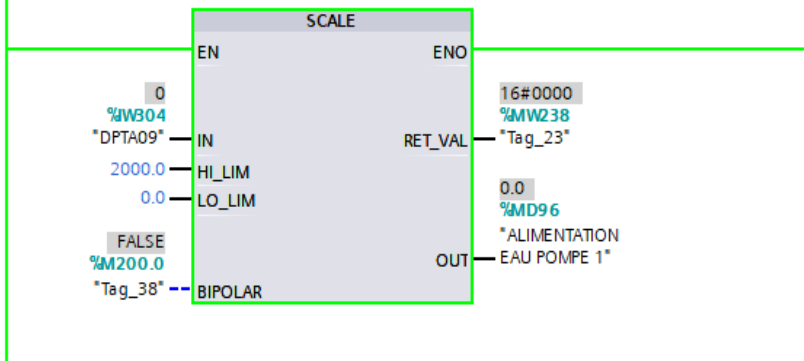 SCALE
EN ENO
0
%IW304
"DPTA09" IN
2000.0 HI_LIM
0.0 LO_LIM
FALSE
%M200.0
"Tag_38" BIPOLAR
16#0000
%MW238
RET_VAL "Tag_23"
0.0
%MD96
"ALIMENTATION
OUT EAU POMPE 1"